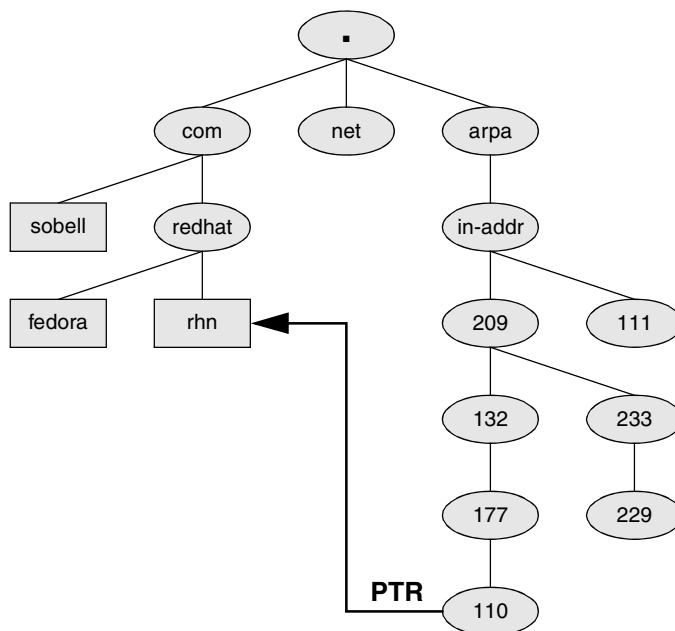 .
com net arpa
sobell redhat in-addr
fedora rhn 209 111
132 233
177 229
PTR 110